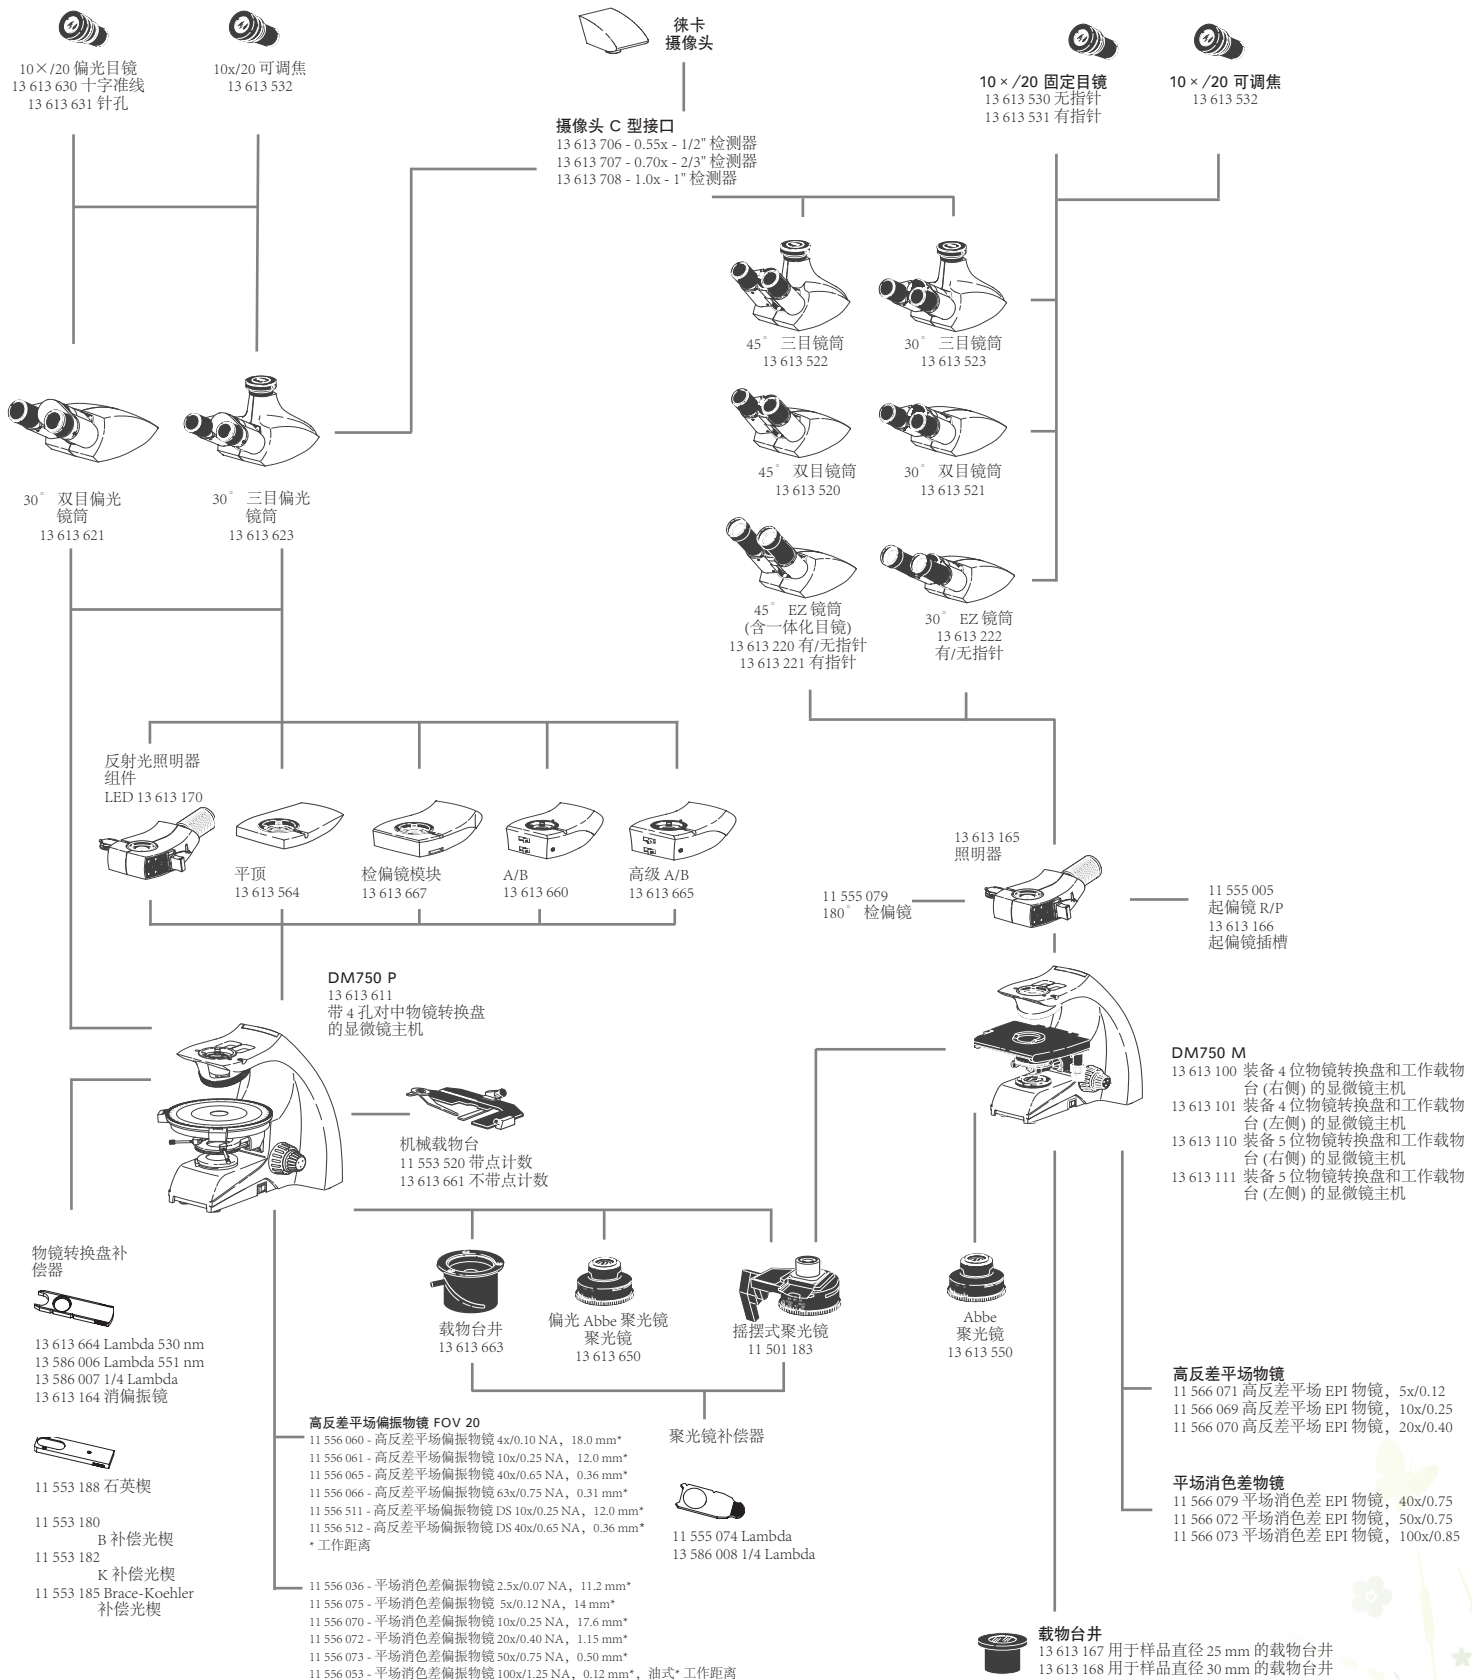 10×/20 偏光目镜
13 613 630 十字准线
13 613 631 针孔
10x/20 可调焦
13 613 532
徕卡
摄像头
摄像头 C 型接口
13 613 706 - 0.55x - 1/2" 检测器
13 613 707 - 0.70x - 2/3" 检测器
13 613 708 - 1.0x - 1" 检测器
10 × /20 固定目镜
13 613 530 无指针
13 613 531 有指针
10 × /20 可调焦
13 613 532
45° 三目镜筒
13 613 522
30° 三目镜筒
13 613 523
45° 双目镜筒
13 613 520
30° 双目镜筒
13 613 521
30° 双目偏光
镜筒
13 613 621
30° 三目偏光
镜筒
13 613 623
45° EZ 镜筒
(含一体化目镜)
13 613 220 有/无指针
13 613 221 有指针
30° EZ 镜筒
13 613 222
有/无指针
反射光照明器
组件
LED 13 613 170
平顶
13 613 564
检偏镜模块
13 613 667
A/B
13 613 660
高级 A/B
13 613 665
13 613 165
照明器
11 555 079
180° 检偏镜
11 555 005
起偏镜 R/P
13 613 166
起偏镜插槽
DM750 P
13 613 611
带 4 孔对中物镜转换盘
的显微镜主机
DM750 M
13 613 100 装备 4 位物镜转换盘和工作载物
台 (右侧) 的显微镜主机
13 613 101 装备 4 位物镜转换盘和工作载物
台 (左侧) 的显微镜主机
13 613 110 装备 5 位物镜转换盘和工作载物
台 (右侧) 的显微镜主机
13 613 111 装备 5 位物镜转换盘和工作载物
台 (左侧) 的显微镜主机
机械载物台
11 553 520 带点计数
13 613 661 不带点计数
物镜转换盘补
偿器
13 613 664 Lambda 530 nm
13 586 006 Lambda 551 nm
13 586 007 1/4 Lambda
13 613 164 消偏振镜
11 553 188 石英楔
11 553 180
B 补偿光楔
11 553 182
K 补偿光楔
11 553 185 Brace-Koehler
补偿光楔
载物台井
13 613 663
偏光 Abbe 聚光镜
聚光镜
13 613 650
摇摆式聚光镜
11 501 183
Abbe
聚光镜
13 613 550
高反差平场偏振物镜 FOV 20
11 556 060 - 高反差平场偏振物镜 4x/0.10 NA，18.0 mm*
11 556 061 - 高反差平场偏振物镜 10x/0.25 NA，12.0 mm*
11 556 065 - 高反差平场偏振物镜 40x/0.65 NA，0.36 mm*
11 556 066 - 高反差平场偏振物镜 63x/0.75 NA，0.31 mm*
11 556 511 - 高反差平场偏振物镜 DS 10x/0.25 NA，12.0 mm*
11 556 512 - 高反差平场偏振物镜 DS 40x/0.65 NA，0.36 mm*
* 工作距离
11 556 036 - 平场消色差偏振物镜 2.5x/0.07 NA，11.2 mm*
11 556 075 - 平场消色差偏振物镜 5x/0.12 NA，14 mm*
11 556 070 - 平场消色差偏振物镜 10x/0.25 NA，17.6 mm*
11 556 072 - 平场消色差偏振物镜 20x/0.40 NA，1.15 mm*
11 556 073 - 平场消色差偏振物镜 50x/0.75 NA，0.50 mm*
11 556 053 - 平场消色差偏振物镜 100x/1.25 NA，0.12 mm*，油式* 工作距离
聚光镜补偿器
11 555 074 Lambda
13 586 008 1/4 Lambda
高反差平场物镜
11 566 071 高反差平场 EPI 物镜，5x/0.12
11 566 069 高反差平场 EPI 物镜，10x/0.25
11 566 070 高反差平场 EPI 物镜，20x/0.40
平场消色差物镜
11 566 079 平场消色差 EPI 物镜，40x/0.75
11 566 072 平场消色差 EPI 物镜，50x/0.75
11 566 073 平场消色差 EPI 物镜，100x/0.85
载物台井
13 613 167 用于样品直径 25 mm 的载物台井
13 613 168 用于样品直径 30 mm 的载物台井